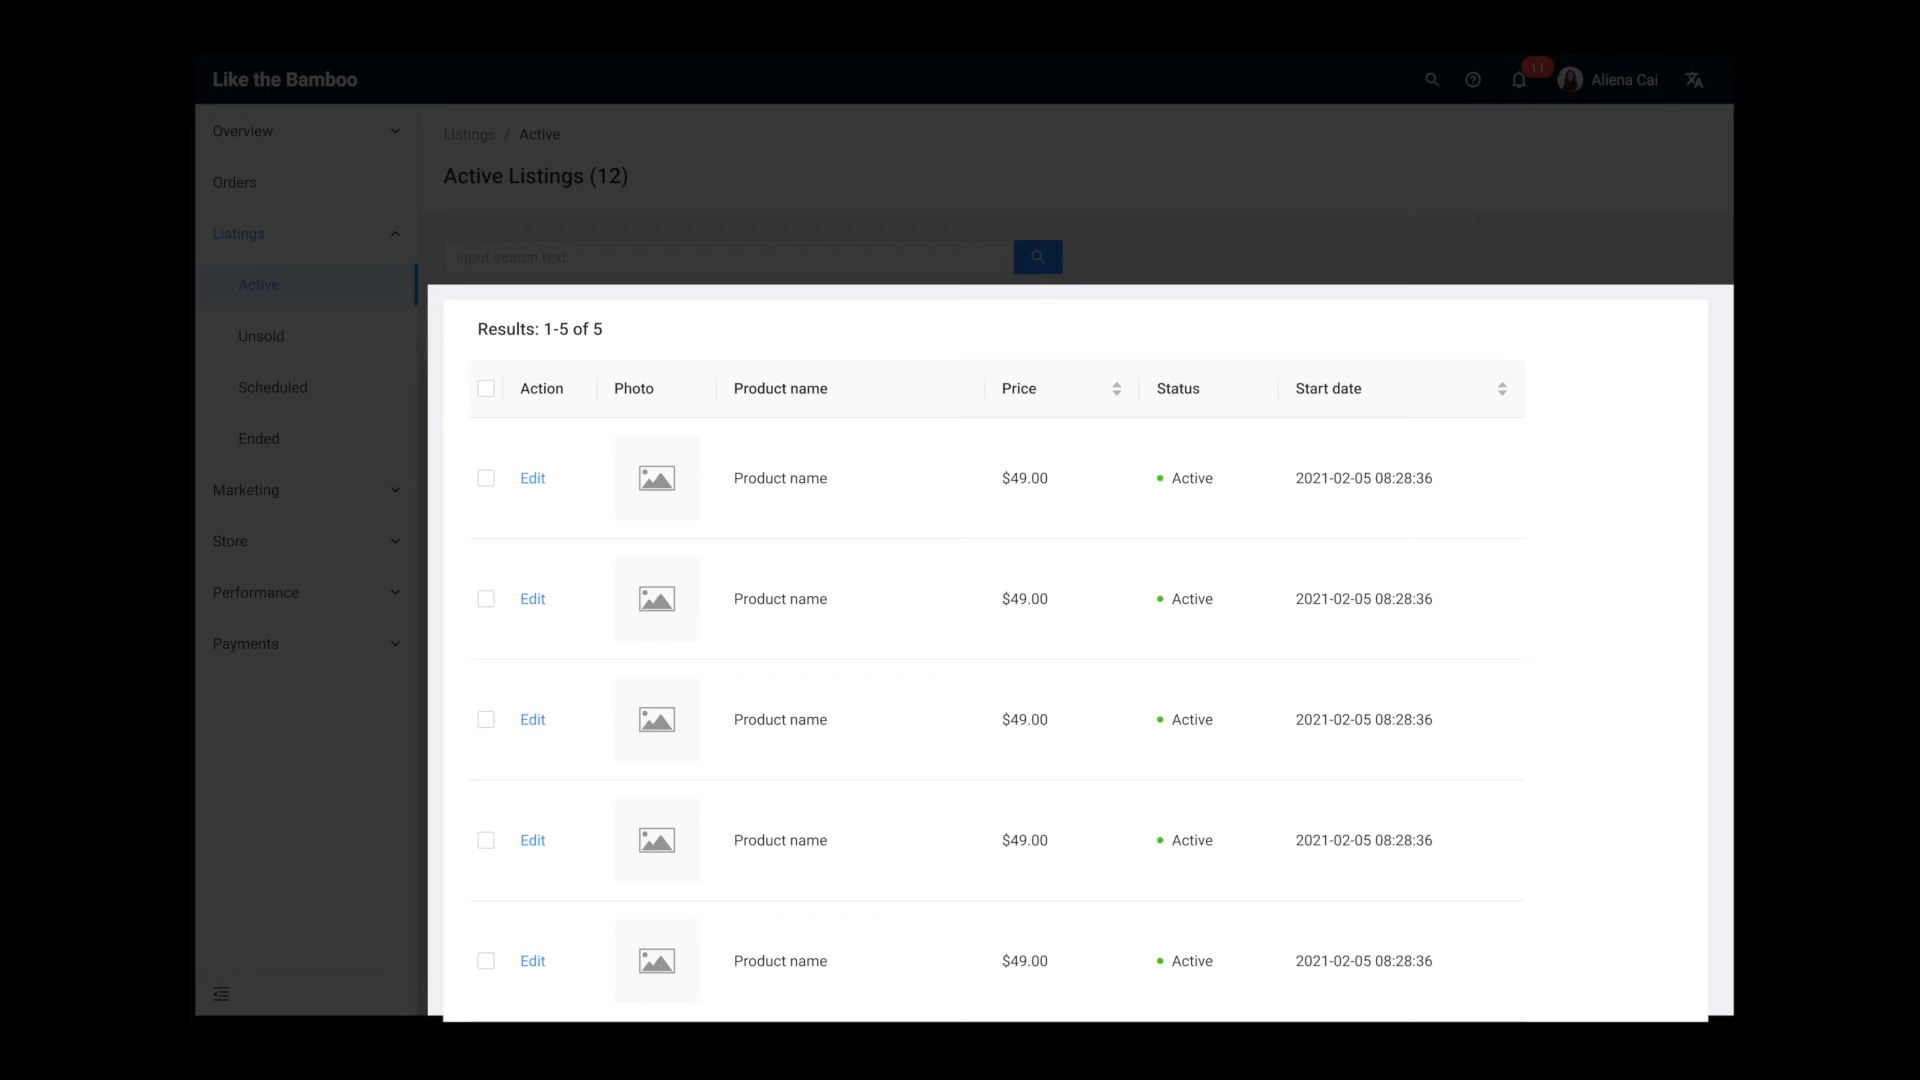 Like the Bamboo
11
Aliena Cai
Overview
Orders
Listings
Active
Unsold
Scheduled
Ended
Marketing
Store
Performance
Payments
Listings / Active
Active Listings (12)
input search text
Results: 1-5 of 5
Action Photo Product name Price Status Start date
Edit Product name $49.00 Active 2021-02-05 08:28:36
Edit Product name $49.00 Active 2021-02-05 08:28:36
Edit Product name $49.00 Active 2021-02-05 08:28:36
Edit Product name $49.00 Active 2021-02-05 08:28:36
Edit Product name $49.00 Active 2021-02-05 08:28:36